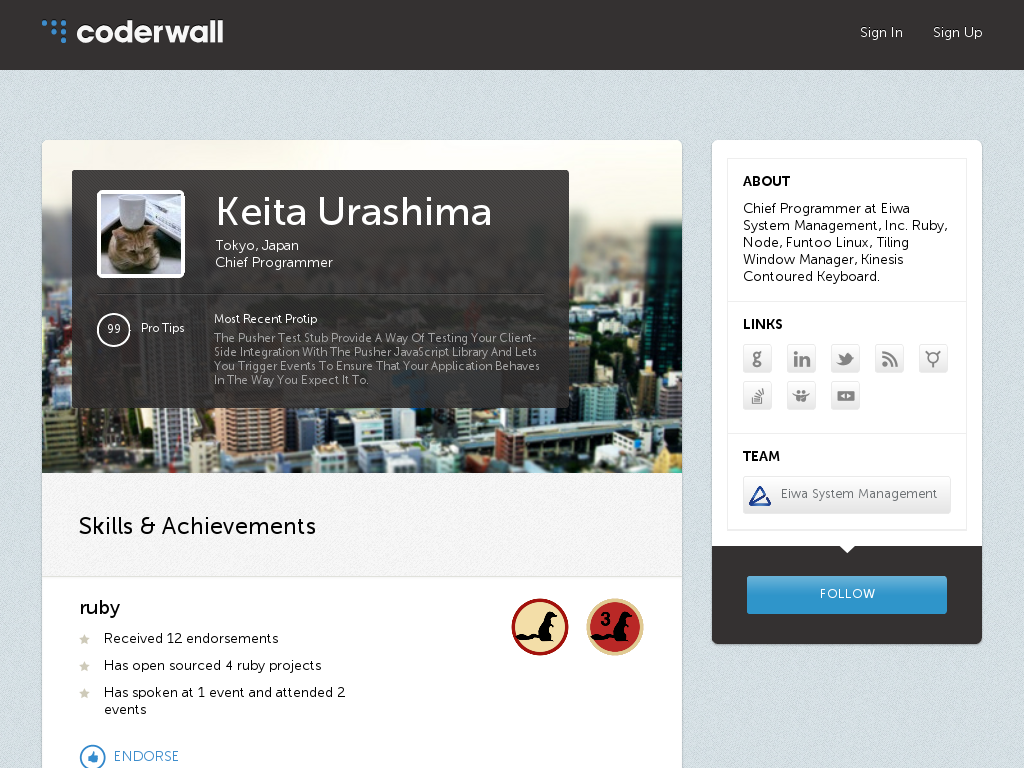 coderwall
Sign In
Sign Up
Keita Urashima
Tokyo, Japan
Chief Programmer
99
Pro Tips
Most Recent Protip
The Pusher Test Stub Provide A Way Of Testing Your Client-
Side Integration With The Pusher JavaScript Library And Lets
You Trigger Events To Ensure That Your Application Behaves
In The Way You Expect It To.
Skills & Achievements
ruby
Received 12 endorsements
Has open sourced 4 ruby projects
Has spoken at 1 event and attended 2
events
3
ENDORSE
ABOUT
Chief Programmer at Eiwa
System Management, Inc. Ruby,
Node, Funtoo Linux, Tiling
Window Manager, Kinesis
Contoured Keyboard.
LINKS
g
in
TEAM
Eiwa System Management
FOLLOW